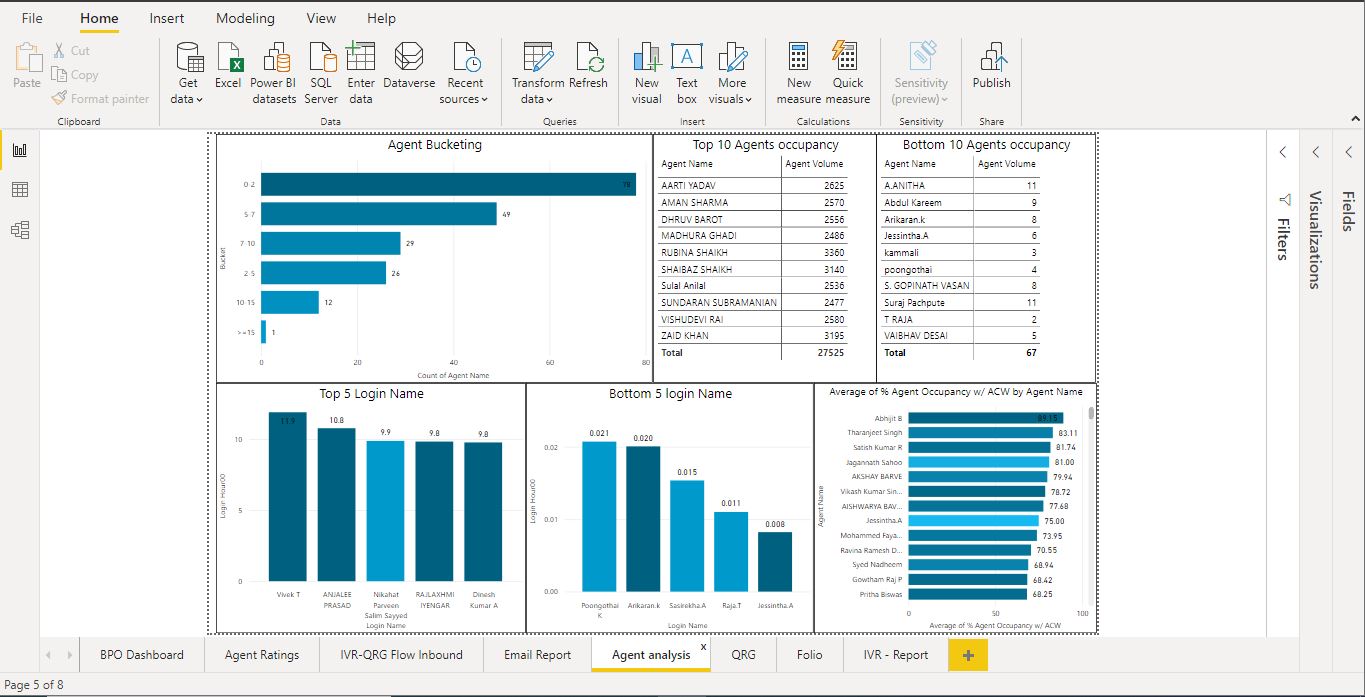 File Home Insert Modeling View Help
Paste
Cut
Copy
Format painter
Clipboard
Get data
Excel
Power BI datasets
SQL Server
Enter data
Dataverse
Recent sources
Data
Transform data
Refresh
Queries
New visual
Text box
More visuals
Insert
New measure
Quick measure
Calculations
Sensitivity (preview)
Sensitivity
Publish
Share
Agent Bucketing
Bucket
0-2 78
5-7 49
7-10 29
2-5 26
10-15 12
>=15 1
0 20 40 60 80
Count of Agent Name
Top 10 Agents occupancy
Agent Name Agent Volume
AARTI YADAV 2625
AMAN SHARMA 2570
DHRUV BAROT 2556
MADHURA GHADI 2486
RUBINA SHAIKH 3360
SHAIBAZ SHAIKH 3140
Sulal Anilal 2536
SUNDARAN SUBRAMANIAN 2477
VISHUDEVI RAI 2580
ZAID KHAN 3195
Total 27525
Bottom 10 Agents occupancy
Agent Name Agent Volume
A.ANITHA 11
Abdul Kareem 9
Arikaran.k 8
Jessintha.A 6
kammali 3
poongothai 4
S. GOPINATH VASAN 8
Suraj Pachpute 11
T RAJA 2
VAIBHAV DESAI 5
Total 67
Top 5 Login Name
Login Hour00
10
5
0
11.9 10.8 9.9 9.8 9.8
Vivek T
ANJALEE PRASAD
Nikahat Parveen Salim Sayyed
RAJLAXHMI IYENGAR
Dinesh Kumar A
Login Name
Bottom 5 login Name
Login Hour00
0.02
0.01
0.00
0.021 0.020 0.015 0.011 0.008
Poongothai K
Arikaran.k
Sasirekha.A
Raja.T
Jessintha.A
Login Name
Average of % Agent Occupancy w/ ACW by Agent Name
Agent Name
Abhijit B 89.15
Tharanjeet Singh 83.11
Satish Kumar R 81.74
Jagannath Sahoo 81.00
AKSHAY BARVE 79.94
Vikash Kumar Sin... 78.72
AISHWARYA BAV... 77.68
Jessintha.A 75.00
Mohammed Faya... 73.95
Ravina Ramesh D... 70.55
Syed Nadheem 68.94
Gowtham Raj P 68.42
Pritha Biswas 68.25
0 50 100
Average of % Agent Occupancy w/ ACW
Filters
Visualizations
Fields
BPO Dashboard
Agent Ratings
IVR-QRG Flow Inbound
Email Report
Agent analysis x
QRG
Folio
IVR - Report
+
Page 5 of 8